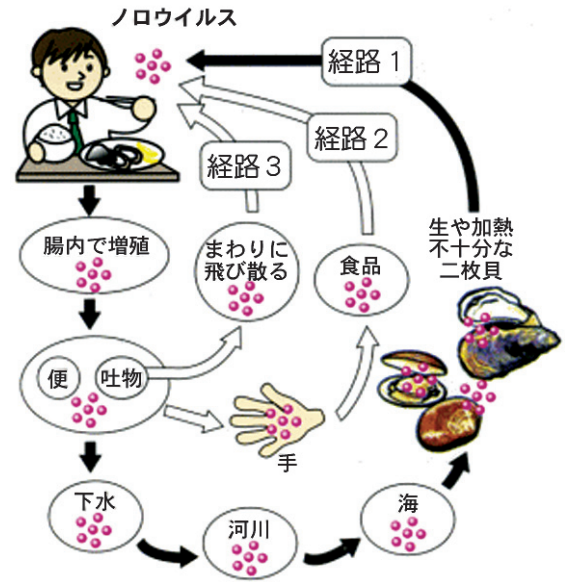 ノロウイルス
経路1
経路2
経路3
生や加熱
不十分な
二枚貝
腸内で増殖
まわりに
飛び散る
食品
便
吐物
手
下水
河川
海